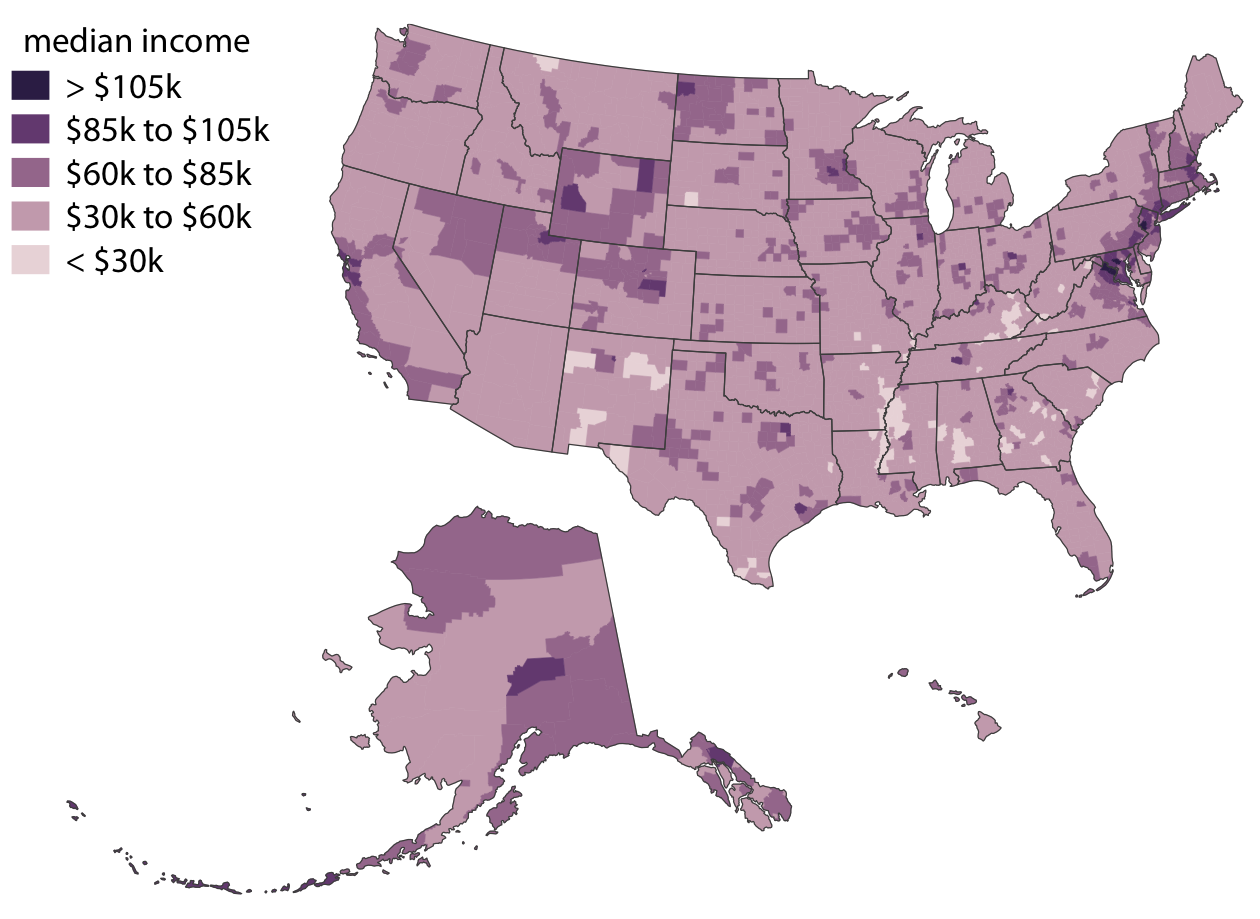 median income
> $105k
$85k to $105k
$60k to $85k
$30k to $60k
< $30k